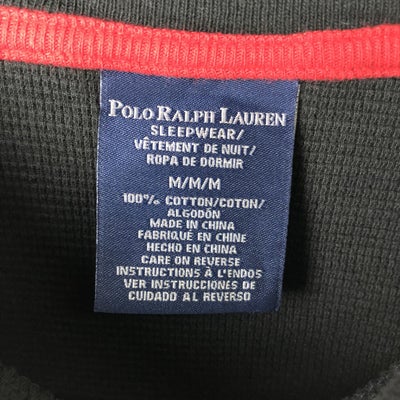 POLO RALPH LAUREN
SLEEPWEAR/
VÊTEMENT DE NUIT/
ROPA DE DORMIR
M/M/M
100% COTTON/COTON/
ALGODÓN
MADE IN CHINA
FABRIQUÉ EN CHINE
HECHO EN CHINA
CARE ON REVERSE
INSTRUCTIONS À L'ENDOS
VER INSTRUCCIONES DE
CUIDADO AL REVERSO